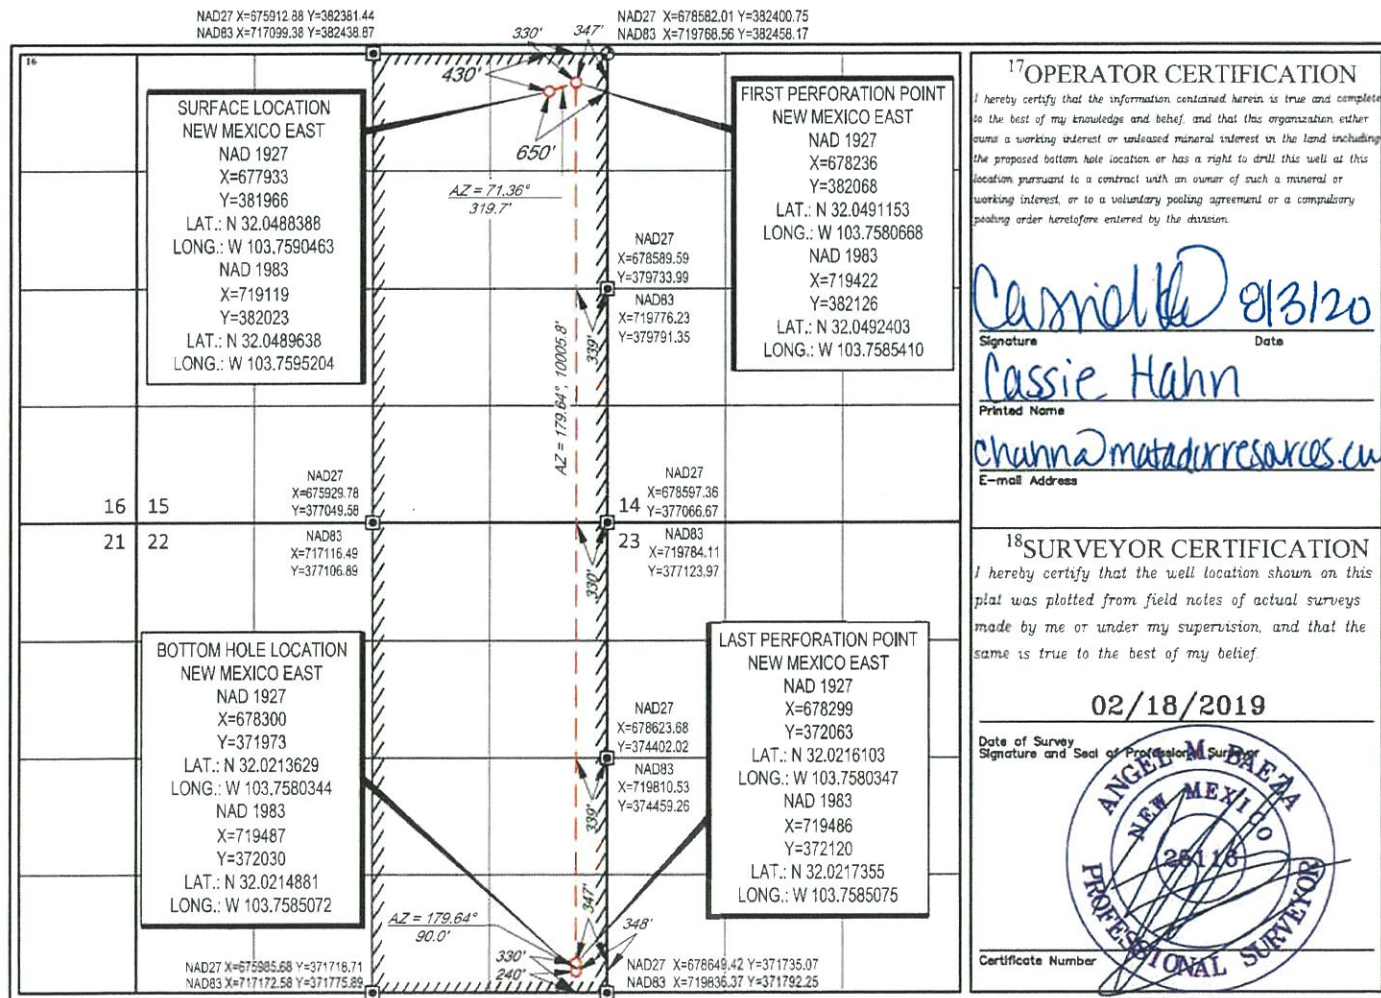 NAD27 X=675912.88 Y=382381.44
NAD83 X=717099.38 Y=382438.87
NAD27 X=678582.01 Y=382400.75
NAD83 X=719768.56 Y=382458.17
330'
347'
16
430'
650'
AZ = 71.36°
319.7'
SURFACE LOCATION
NEW MEXICO EAST
NAD 1927
X=677933
Y=381966
LAT.: N 32.0488388
LONG.: W 103.7590463
NAD 1983
X=719119
Y=382023
LAT.: N 32.0489638
LONG.: W 103.7595204
FIRST PERFORATION POINT
NEW MEXICO EAST
NAD 1927
X=678236
Y=382068
LAT.: N 32.0491153
LONG.: W 103.7580668
NAD 1983
X=719422
Y=382126
LAT.: N 32.0492403
LONG.: W 103.7585410
NAD27
X=678589.59
Y=379733.99
NAD83
X=719776.23
Y=379791.35
339'
AZ = 179.64°, 10005.8'
NAD27
X=675929.78
Y=377049.58
NAD83
X=717116.49
Y=377106.89
NAD27
X=678597.36
Y=377066.67
NAD83
X=719784.11
Y=377123.97
16 15
21 22
14
23
330'
BOTTOM HOLE LOCATION
NEW MEXICO EAST
NAD 1927
X=678300
Y=371973
LAT.: N 32.0213629
LONG.: W 103.7580344
NAD 1983
X=719487
Y=372030
LAT.: N 32.0214881
LONG.: W 103.7585072
LAST PERFORATION POINT
NEW MEXICO EAST
NAD 1927
X=678299
Y=372063
LAT.: N 32.0216103
LONG.: W 103.7580347
NAD 1983
X=719486
Y=372120
LAT.: N 32.0217355
LONG.: W 103.7585075
NAD27
X=678623.68
Y=374402.02
NAD83
X=719810.53
Y=374459.26
339'
AZ = 179.64°
90.0'
347'
348'
330'
240'
NAD27 X=675985.68 Y=371718.71
NAD83 X=717172.58 Y=371775.89
NAD27 X=678649.42 Y=371735.07
NAD83 X=719836.37 Y=371792.25
17 OPERATOR CERTIFICATION
I hereby certify that the information contained herein is true and complete
to the best of my knowledge and belief, and that this organization either
owns a working interest or unleased mineral interest in the land including
the proposed bottom hole location or has a right to drill this well at this
location pursuant to a contract with an owner of such a mineral or
working interest, or to a voluntary pooling agreement or a compulsory
pooling order heretofore entered by the division.
8/3/20
Signature Date
Cassie Hahn
Printed Name
E-mail Address
18 SURVEYOR CERTIFICATION
I hereby certify that the well location shown on this
plat was plotted from field notes of actual surveys
made by me or under my supervision, and that the
same is true to the best of my belief.
02/18/2019
Date of Survey
Signature and Seal of Professional Surveyor
ANGEL M. BAEZA
NEW MEXICO
PROFESSIONAL SURVEYOR
Certificate Number